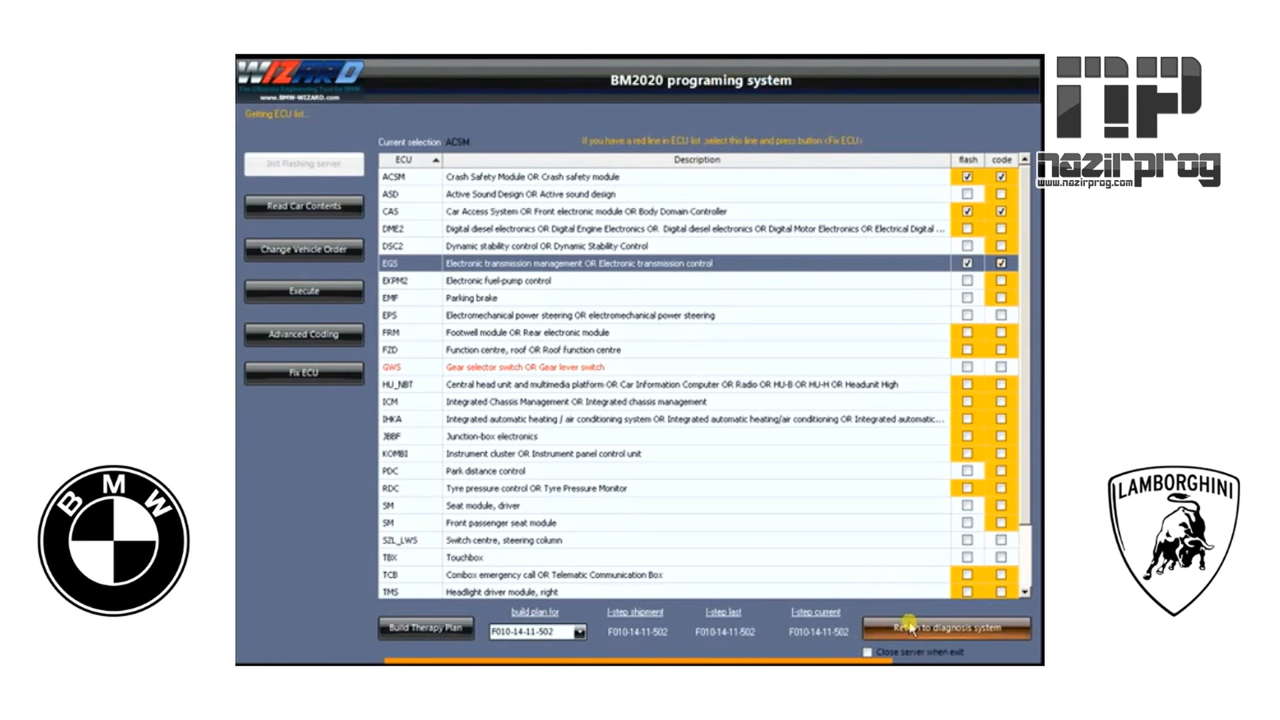 WIZARD
The Ultimate Engineering Tool for BMW
www.BMW-WIZARD.com
BM2020 programing system
NP
nazirprog
www.nazirprog.com
Getting ECU list...
Current selection ACSM
If you have a red line in ECU list ,select this line and press button <Fix ECU>
Init flashing server
Read Car Contents
Change Vehicle Order
Execute
Advanced Coding
Fix ECU
ECU Description flash code
ACSM Crash Safety Module OR Crash safety module
ASD Active Sound Design OR Active sound design
CAS Car Access System OR Front electronic module OR Body Domain Controller
DME2 Digital diesel electronics OR Digital Engine Electronics OR Digital diesel electronics OR Digital Motor Electronics OR Electrical Digital ...
DSC2 Dynamic stability control OR Dynamic Stability Control
EGS Electronic transmission management OR Electronic transmission control
EKPM2 Electronic fuel-pump control
EMF Parking brake
EPS Electromechanical power steering OR electromechanical power steering
FRM Footwell module OR Rear electronic module
FZD Function centre, roof OR Roof function centre
GWS Gear selector switch OR Gear lever switch
HU_NBT Central head unit and multimedia platform OR Car Information Computer OR Radio OR HU-B OR HU-H OR Headunit High
ICM Integrated Chassis Management OR Integrated chassis management
IHKA Integrated automatic heating / air conditioning system OR Integrated automatic heating/air conditioning OR Integrated automatic...
JBBF Junction-box electronics
KOMBI Instrument cluster OR Instrument panel control unit
PDC Park distance control
RDC Tyre pressure control OR Tyre Pressure Monitor
SM Seat module, driver
SM Front passenger seat module
SZL_LWS Switch centre, steering column
TBX Touchbox
TCB Combox emergency call OR Telematic Communication Box
TMS Headlight driver module, right
Build Therapy Plan
build plan for
F010-14-11-502
I-step shipment
F010-14-11-502
I-step last
F010-14-11-502
I-step current
F010-14-11-502
Return to diagnosis system
Close server when exit
BMW
LAMBORGHINI